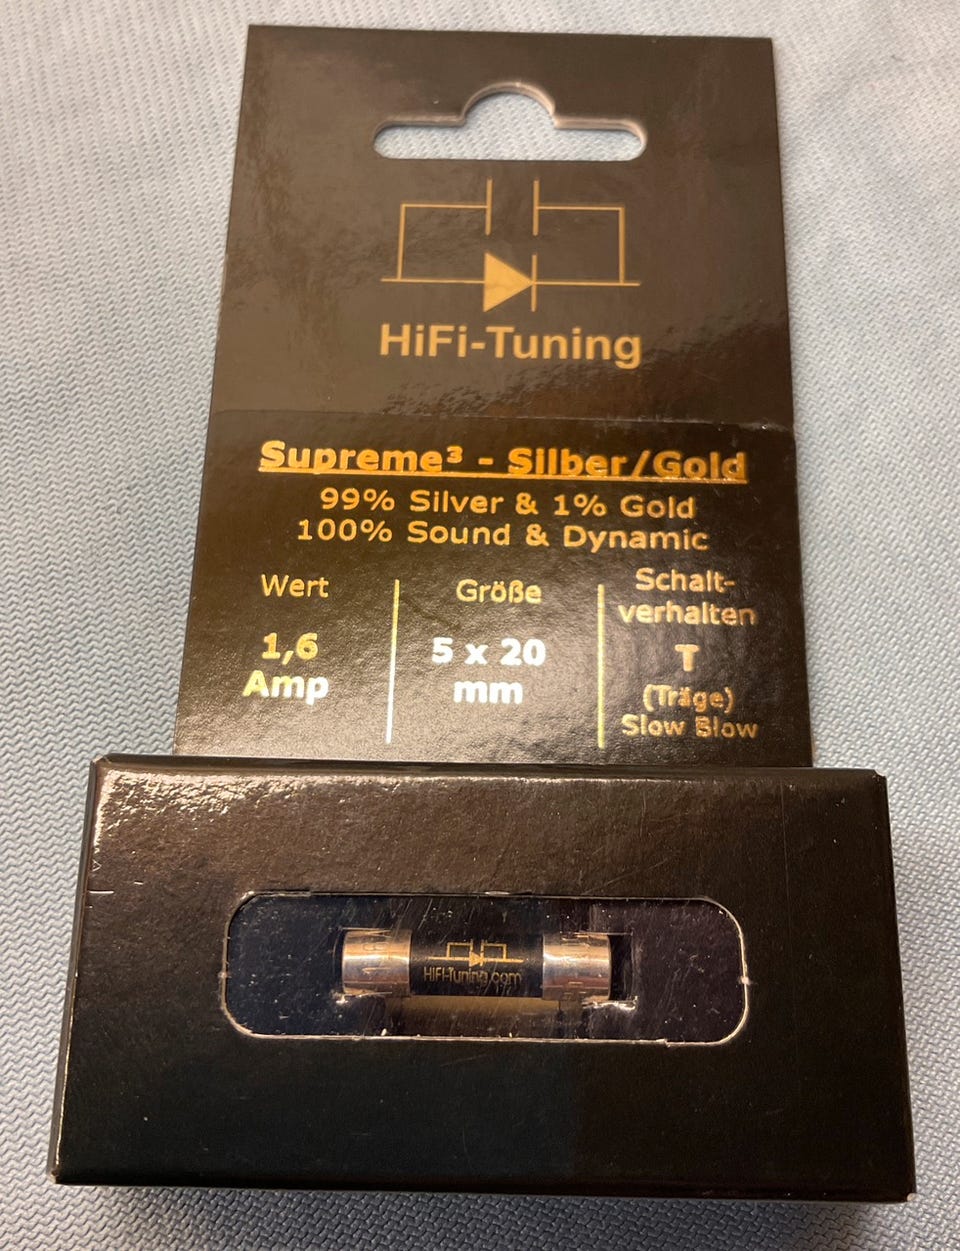 HiFi-Tuning
Supreme³ - Silber/Gold
99% Silver & 1% Gold
100% Sound & Dynamic
Wert
1,6
Amp
Größe
5 x 20
mm
Schalt-
verhalten
T
(Träge)
Slow Blow
HiFi-Tuning.com